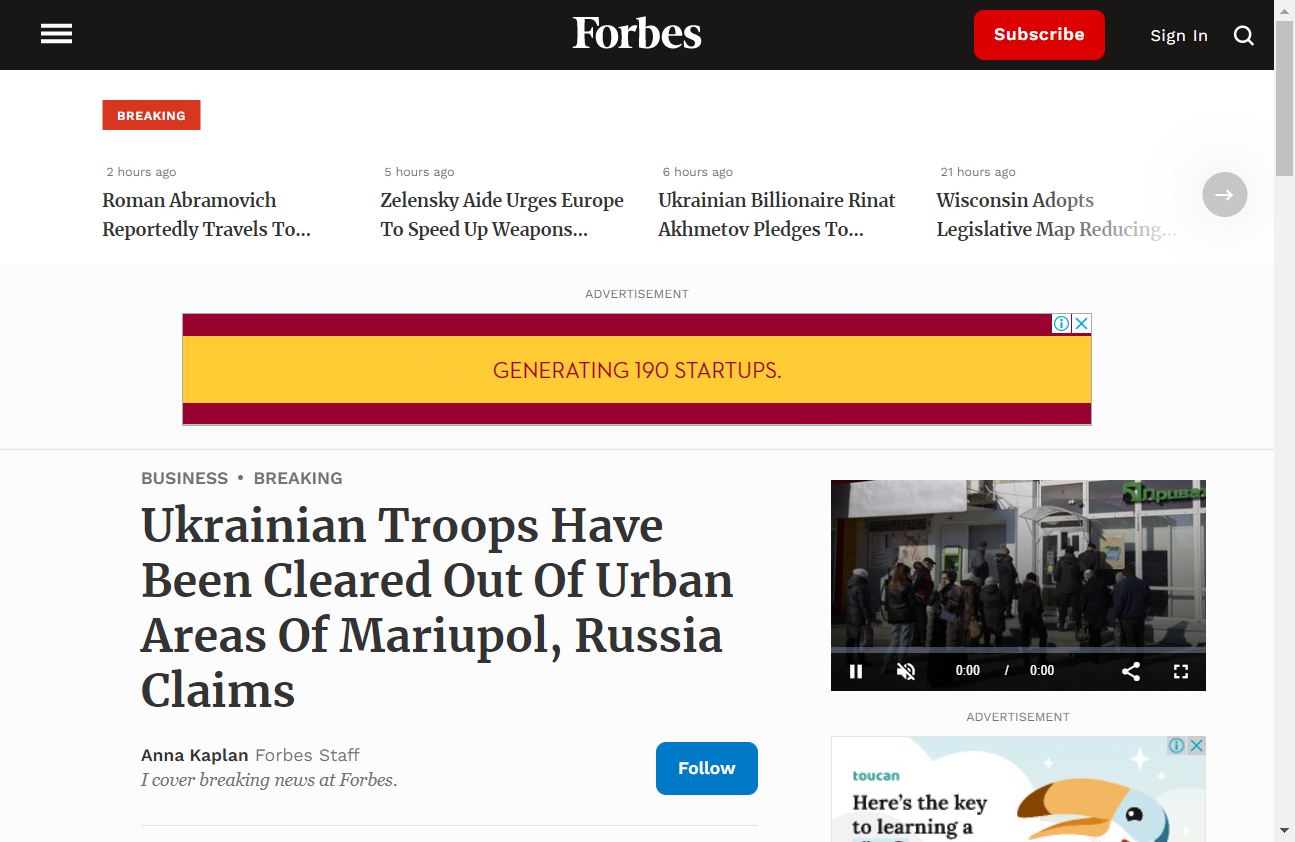 Forbes
Subscribe
Sign In
BREAKING
2 hours ago
Roman Abramovich
Reportedly Travels To...
5 hours ago
Zelensky Aide Urges Europe
To Speed Up Weapons...
6 hours ago
Ukrainian Billionaire Rinat
Akhmetov Pledges To...
21 hours ago
Wisconsin Adopts
Legislative Map Reducing...
ADVERTISEMENT
GENERATING 190 STARTUPS.
BUSINESS • BREAKING
Ukrainian Troops Have
Been Cleared Out Of Urban
Areas Of Mariupol, Russia
Claims
Anna Kaplan Forbes Staff
I cover breaking news at Forbes.
Follow
0:00 / 0:00
ADVERTISEMENT
toucan
Here's the key
to learning a